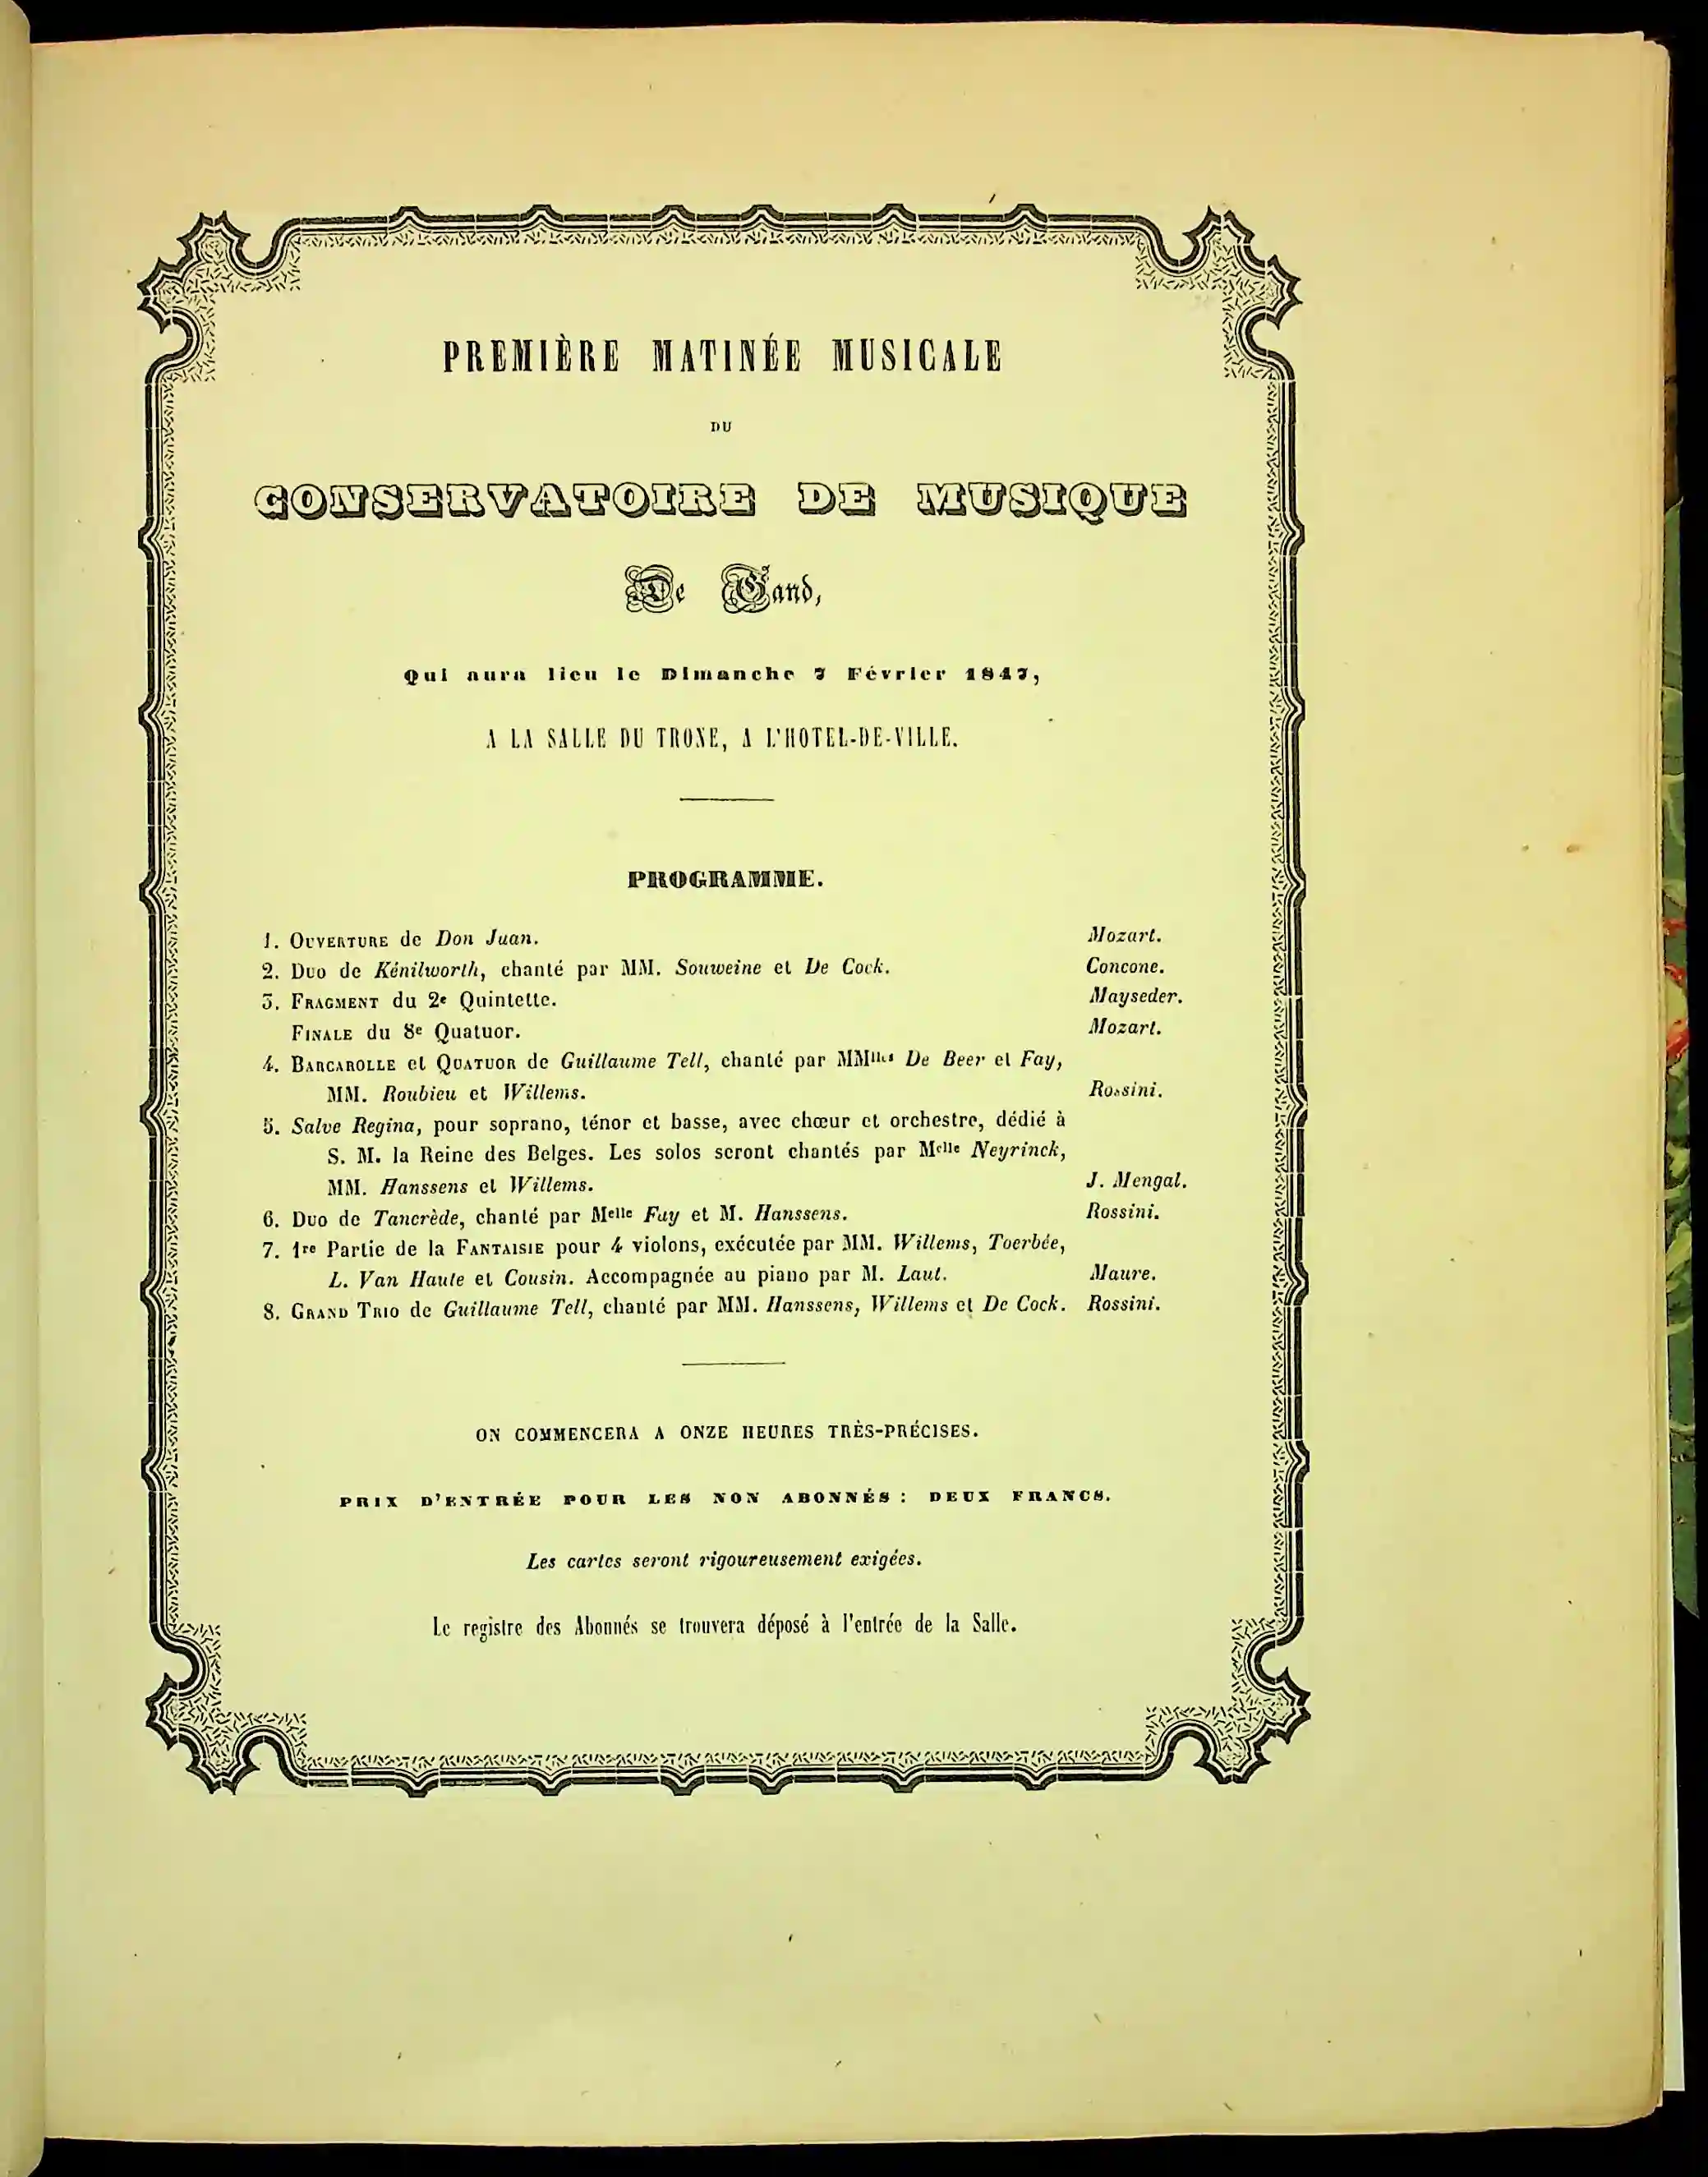 PREMIÈRE MATINÉE MUSICALE
DU
CONSERVATOIRE DE MUSIQUE
De Gand,
Qui aura lieu le Dimanche 7 Février 1847,
A LA SALLE DU TRONE, A L'HOTEL-DE-VILLE.
PROGRAMME.
1. OUVERTURE de Don Juan. Mozart.
2. DUO de Kénilworth, chanté par MM. Souweine et De Cock. Concone.
3. FRAGMENT du 2e Quintette. Mayseder.
FINALE du 8e Quatuor. Mozart.
4. BARCAROLLE et QUATUOR de Guillaume Tell, chanté par MMlles De Beer et Fay,
MM. Roubieu et Willems. Rossini.
5. Salve Regina, pour soprano, ténor et basse, avec chœur et orchestre, dédié à
S. M. la Reine des Belges. Les solos seront chantés par Melle Neyrinck,
MM. Hanssens et Willems. J. Mengal.
6. DUO de Tancrède, chanté par Melle Fay et M. Hanssens. Rossini.
7. 1re Partie de la FANTAISIE pour 4 violons, exécutée par MM. Willems, Toerbée,
L. Van Haute et Cousin. Accompagnée au piano par M. Laut. Maure.
8. GRAND TRIO de Guillaume Tell, chanté par MM. Hanssens, Willems et De Cock. Rossini.
ON COMMENCERA A ONZE HEURES TRÈS-PRÉCISES.
PRIX D'ENTRÉE POUR LES NON ABONNÉS : DEUX FRANCS.
Les cartes seront rigoureusement exigées.
Le registre des Abonnés se trouvera déposé à l'entrée de la Salle.